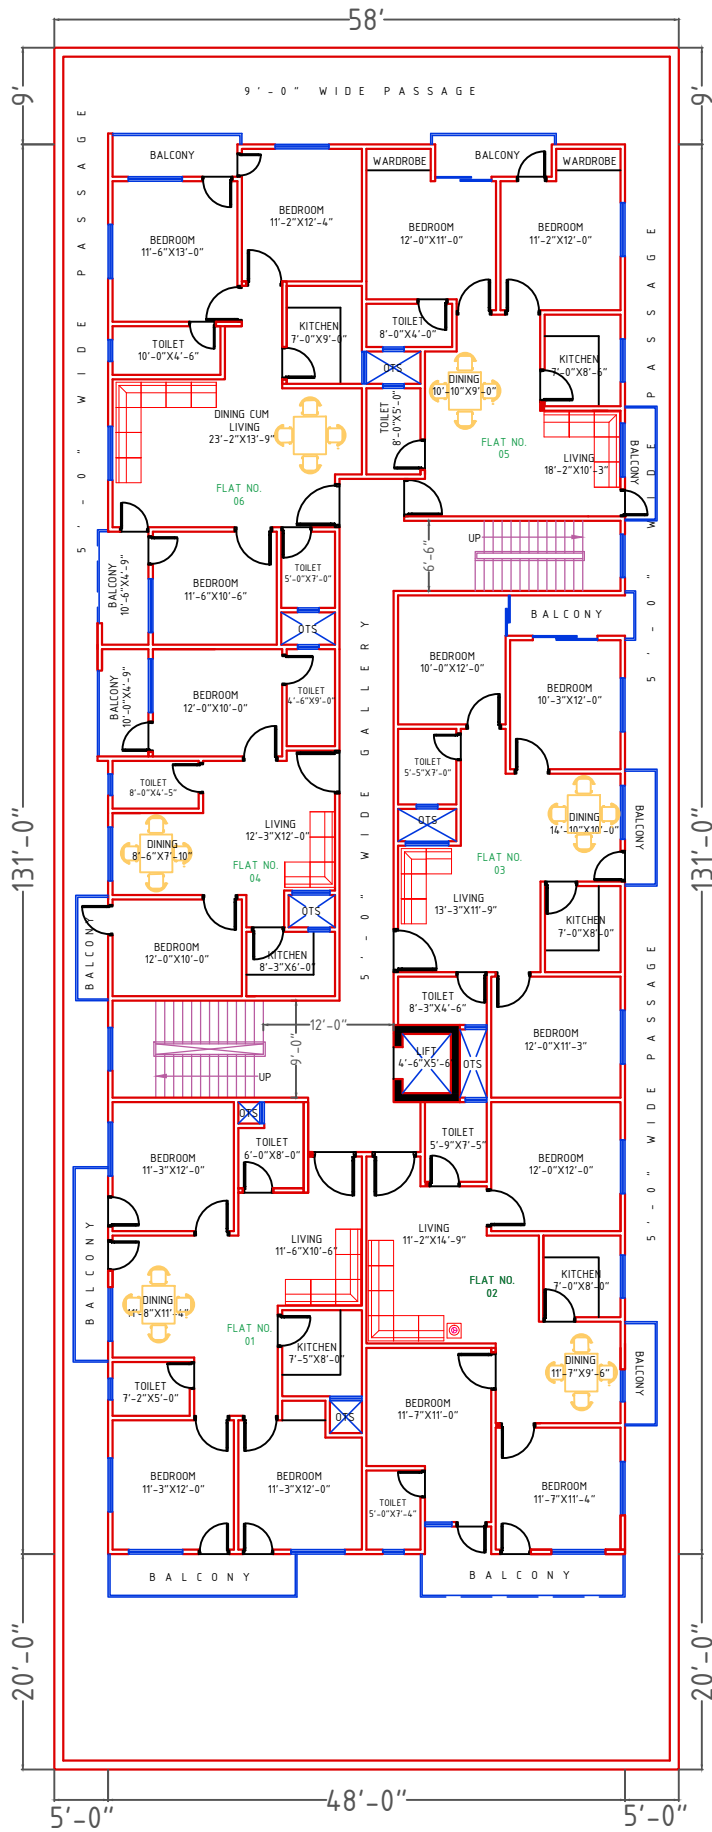 58'
9'
9'
9'-0" WIDE PASSAGE
5'-0" WIDE PASSAGE
5'-0" WIDE PASSAGE
BALCONY
WARDROBE
BALCONY
WARDROBE
BEDROOM
11'-2"X12'-4"
BEDROOM
11'-6"X13'-0"
BEDROOM
12'-0"X11'-0"
BEDROOM
11'-2"X12'-0"
TOILET
10'-0"X4'-6"
KITCHEN
7'-0"X9'-0"
TOILET
8'-0"X4'-0"
OTS
KITCHEN
7'-0"X8'-6"
DINING
10'-10"X9'-0"
TOILET
8'-0"X5'-0"
DINING CUM
LIVING
23'-2"X13'-9"
FLAT NO.
06
FLAT NO.
05
LIVING
18'-2"X10'-3"
BALCONY
UP
6'-6"
BALCONY
10'-6"X4'-9"
BEDROOM
11'-6"X10'-6"
TOILET
5'-0"X7'-0"
OTS
BALCONY
BEDROOM
10'-0"X12'-0"
BEDROOM
10'-3"X12'-0"
BALCONY
10'-0"X4'-9"
BEDROOM
12'-0"X10'-0"
TOILET
4'-6"X9'-0"
5'-0" WIDE GALLERY
TOILET
8'-0"X4'-5"
TOILET
5'-5"X7'-0"
OTS
LIVING
12'-3"X12'-0"
DINING
8'-6"X7'-10"
FLAT NO.
04
DINING
14'-10"X10'-0"
BALCONY
FLAT NO.
03
LIVING
13'-3"X11'-9"
131'-0"
131'-0"
OTS
BALCONY
BEDROOM
12'-0"X10'-0"
KITCHEN
8'-3"X6'-0"
KITCHEN
7'-0"X8'-0"
TOILET
8'-3"X4'-6"
12'-0"
9'-0"
UP
LIFT
4'-6"X5'-6
OTS
BEDROOM
12'-0"X11'-3"
5'-0" WIDE PASSAGE
OTS
TOILET
6'-0"X8'-0"
BEDROOM
11'-3"X12'-0"
TOILET
5'-9"X7'-5"
BEDROOM
12'-0"X12'-0"
BALCONY
LIVING
11'-6"X10'-6"
LIVING
11'-2"X14'-9"
DINING
11'-8"X11'-4"
FLAT NO.
01
FLAT NO.
02
KITCHEN
7'-0"X8'-0"
KITCHEN
7'-5"X8'-0"
DINING
11'-7"X9'-6"
BALCONY
TOILET
7'-2"X5'-0"
OTS
BEDROOM
11'-7"X11'-0"
BEDROOM
11'-3"X12'-0"
BEDROOM
11'-3"X12'-0"
TOILET
5'-0"X7'-4"
BEDROOM
11'-7"X11'-4"
BALCONY
BALCONY
20'-0"
20'-0"
5'-0"
48'-0"
5'-0"